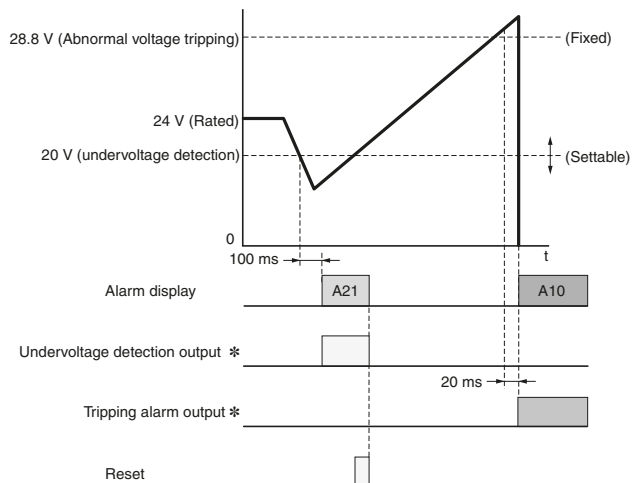 28.8 V (Abnormal voltage tripping)
(Fixed)
24 V (Rated)
20 V (undervoltage detection)
(Settable)
0
t
100 ms
Alarm display
A21
A10
Undervoltage detection output *
20 ms
Tripping alarm output *
Reset